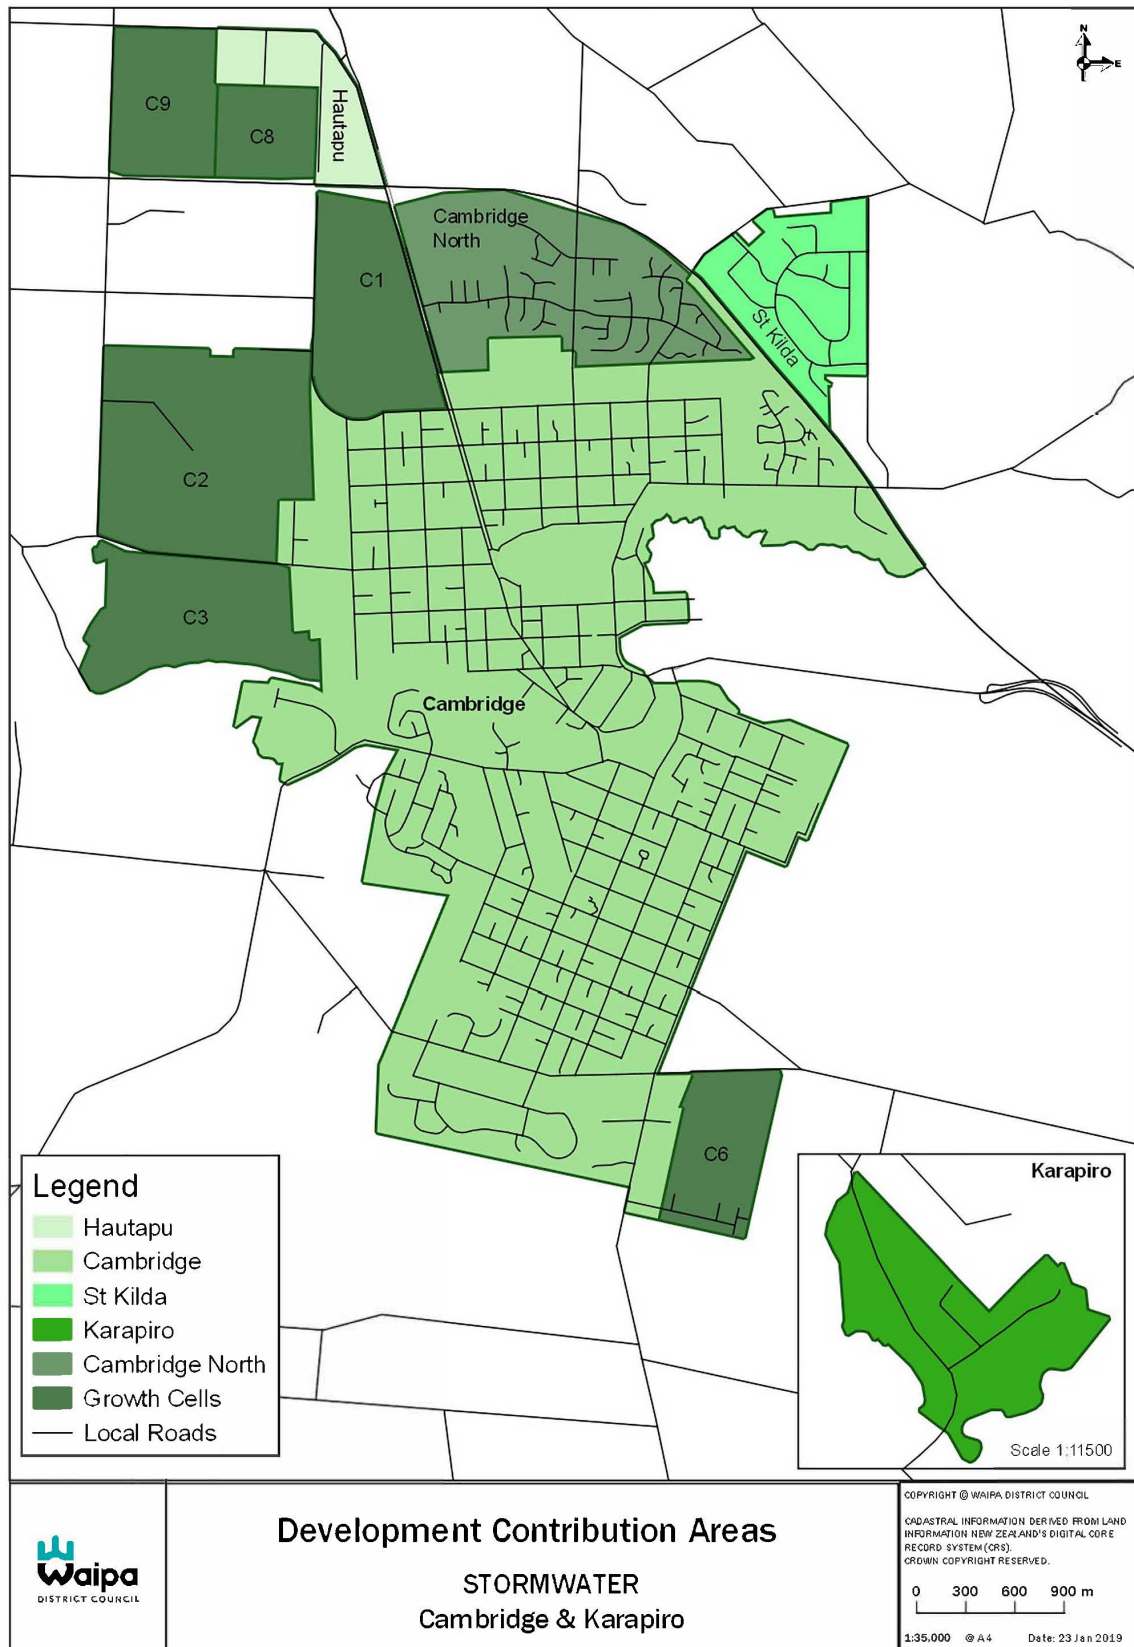 N
E
C9
C8
Hautapu
Cambridge
North
C1
St Kilda
C2
C3
Cambridge
C6
Karapiro
Scale 1:11500
Legend
Hautapu
Cambridge
St Kilda
Karapiro
Cambridge North
Growth Cells
Local Roads
Waipa
DISTRICT COUNCIL
Development Contribution Areas
STORMWATER
Cambridge & Karapiro
COPYRIGHT @ WAIPA DISTRICT COUNCIL
CADASTRAL INFORMATION DERIVED FROM LAND
INFORMATION NEW ZEALAND'S DIGITAL CORE
RECORD SYSTEM (CRS).
CROWN COPYRIGHT RESERVED.
0 300 600 900 m
1:35,000 @ A4 Date: 23 Jan 2019